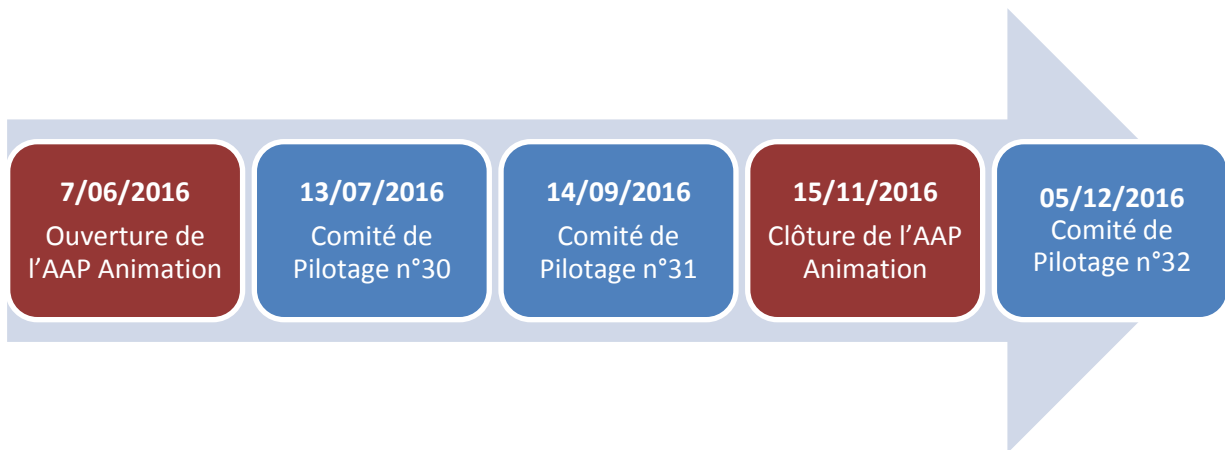 7/06/2016
Ouverture de
l’AAP Animation
13/07/2016
Comité de
Pilotage n°30
14/09/2016
Comité de
Pilotage n°31
15/11/2016
Clôture de l’AAP
Animation
05/12/2016
Comité de
Pilotage n°32